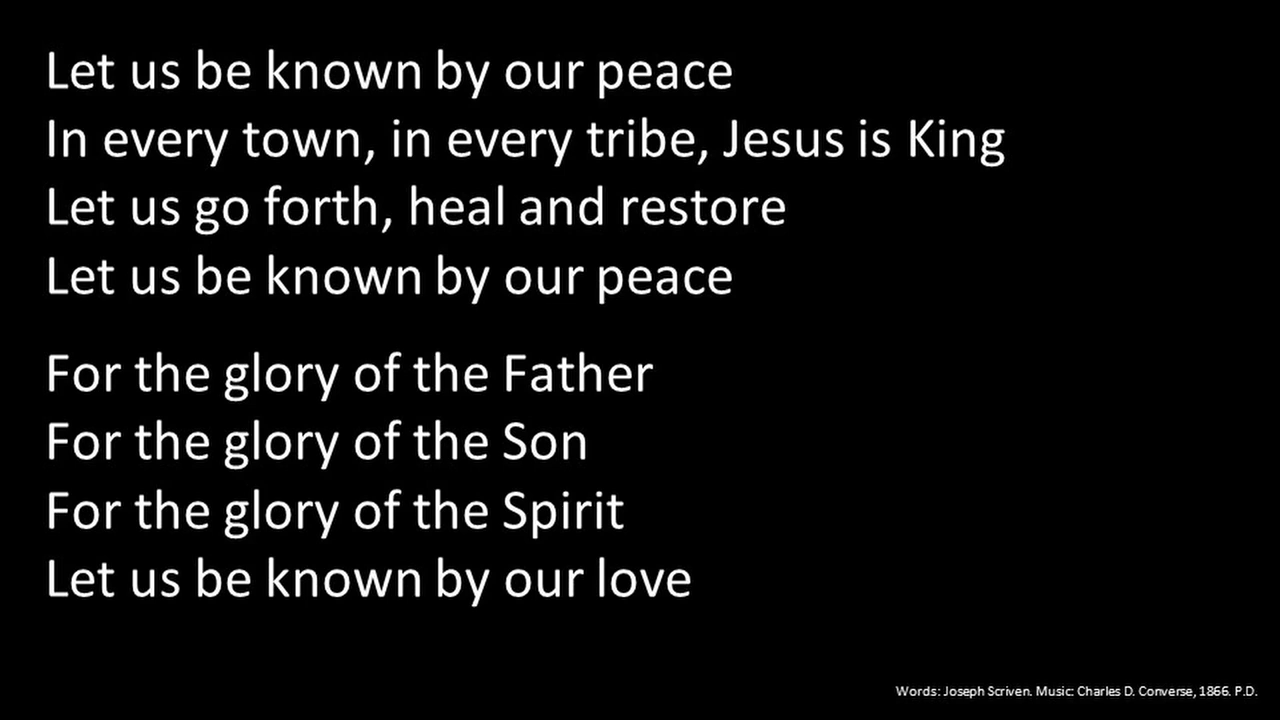 Let us be known by our peace
In every town, in every tribe, Jesus is King
Let us go forth, heal and restore
Let us be known by our peace
For the glory of the Father
For the glory of the Son
For the glory of the Spirit
Let us be known by our love
Words: Joseph Scriven. Music: Charles D. Converse, 1866. P.D.